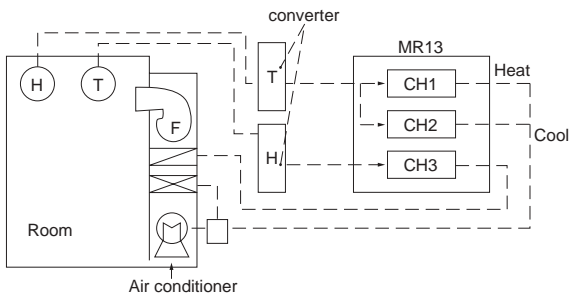 converter
MR13
H
T
T
CH1
Heat
F
CH2
Cool
H
CH3
Room
M
Air conditioner